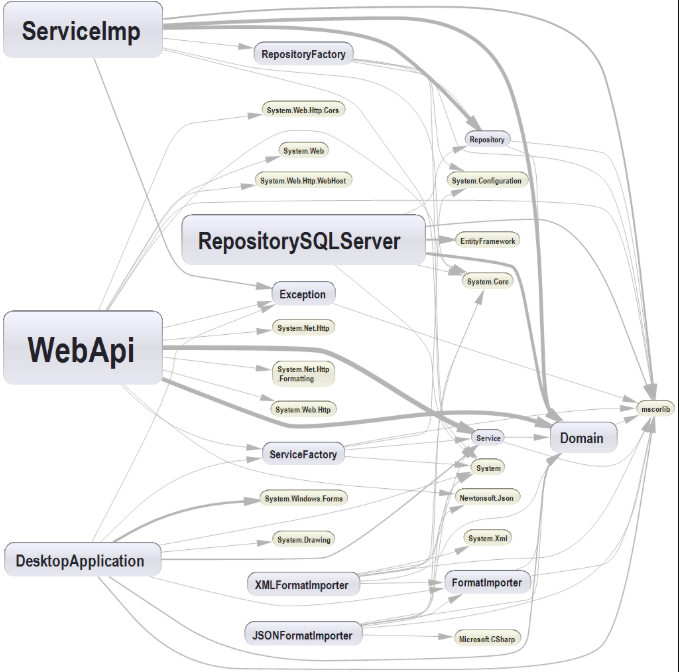 ServiceImp
RepositoryFactory
System.Web.Http.Cors
Repository
System.Web
System.Web.Http.WebHost
System.Configuration
RepositorySQLServer
EntityFramework
System.Core
Exception
System.Net.Http
WebApi
System.Net.Http
.Formatting
System.Web.Http
mscorlib
Service
Domain
ServiceFactory
System
System.Windows.Forms
Newtonsoft.Json
System.Drawing
System.Xml
DesktopApplication
XMLFormatImporter
FormatImporter
JSONFormatImporter
Microsoft.CSharp